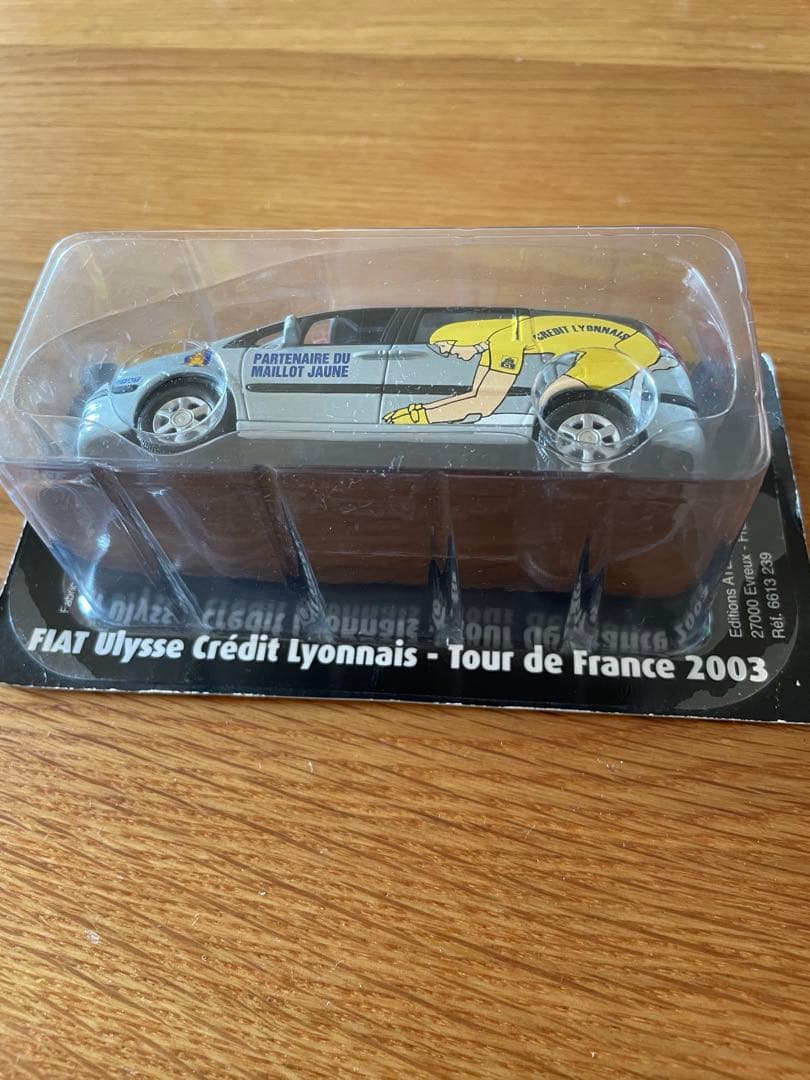 PARTENAIRE DU
MAILLOT JAUNE
CREDIT LYONNAIS
FIAT Ulysse Crédit Lyonnais - Tour de France 2003
Editions
27000 Evreux -
Réf. 6613 239